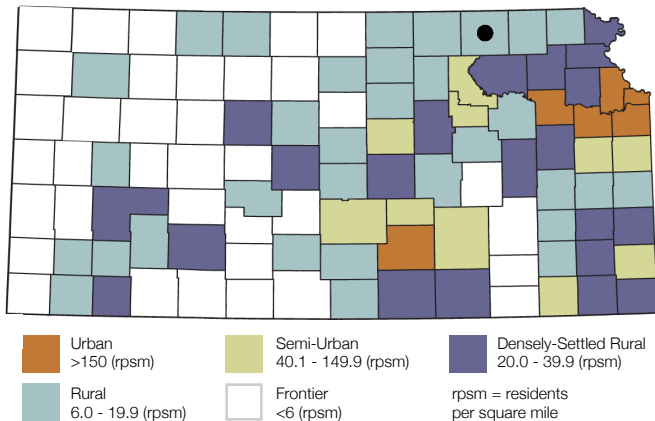 Urban
>150 (rpsm)
Semi-Urban
40.1 - 149.9 (rpsm)
Densely-Settled Rural
20.0 - 39.9 (rpsm)
Rural
6.0 - 19.9 (rpsm)
Frontier
<6 (rpsm)
rpsm = residents
per square mile